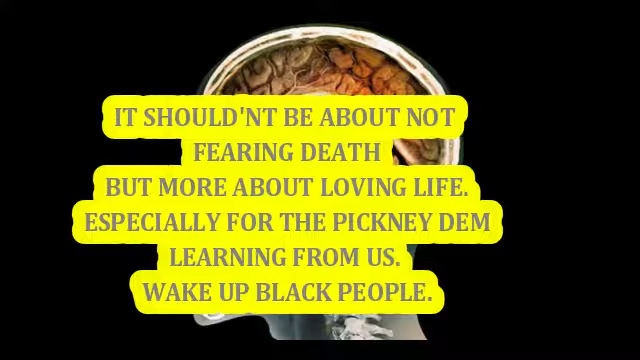 IT SHOULD'NT BE ABOUT NOT
FEARING DEATH
BUT MORE ABOUT LOVING LIFE.
ESPECIALLY FOR THE PICKNEY DEM
LEARNING FROM US.
WAKE UP BLACK PEOPLE.